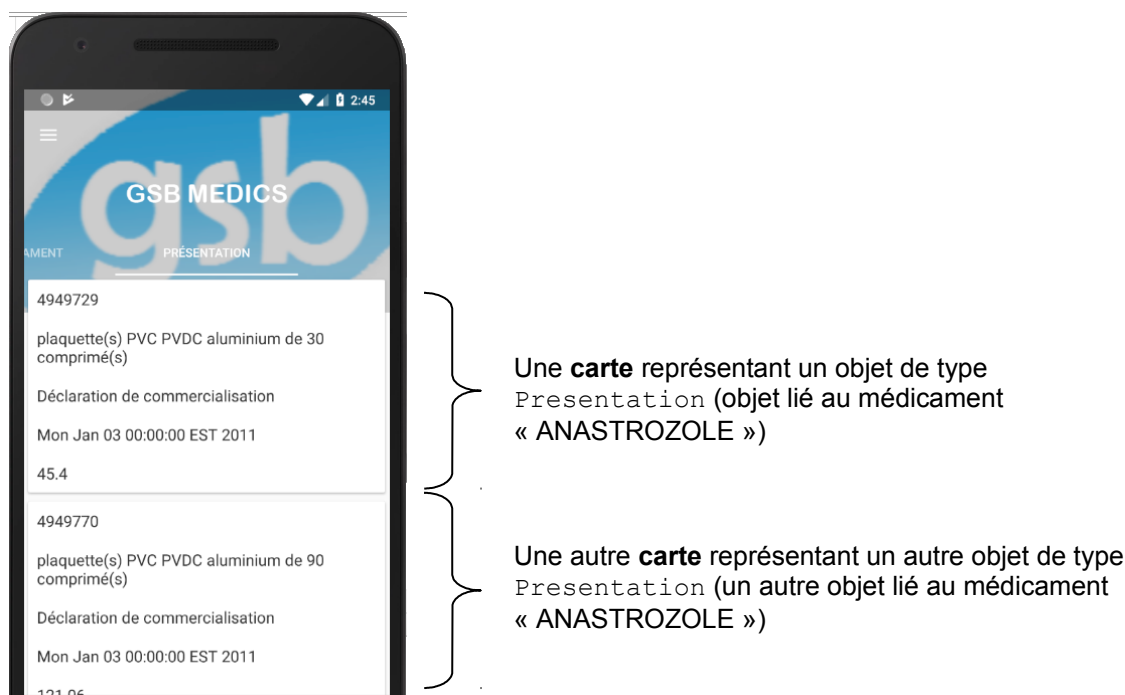 2:45
gsb
GSB MEDICS
AMENT
PRÉSENTATION
4949729
plaquette(s) PVC PVDC aluminium de 30
comprimé(s)
Déclaration de commercialisation
Mon Jan 03 00:00:00 EST 2011
45.4
Une carte représentant un objet de type
Presentation (objet lié au médicament
« ANASTROZOLE »)
4949770
plaquette(s) PVC PVDC aluminium de 90
comprimé(s)
Déclaration de commercialisation
Mon Jan 03 00:00:00 EST 2011
121.06
Une autre carte représentant un autre objet de type
Presentation (un autre objet lié au médicament
« ANASTROZOLE »)